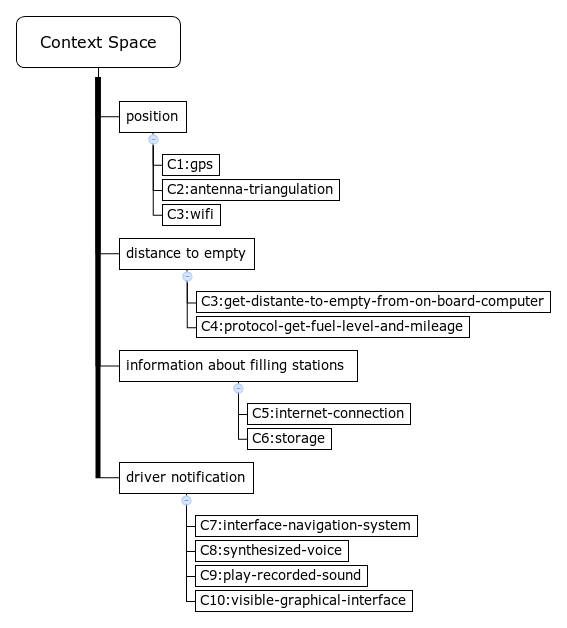 Context Space
position
C1:gps
C2:antenna-triangulation
C3:wifi
distance to empty
C3:get-distante-to-empty-from-on-board-computer
C4:protocol-get-fuel-level-and-mileage
information about filling stations
C5:internet-connection
C6:storage
driver notification
C7:interface-navigation-system
C8:synthesized-voice
C9:play-recorded-sound
C10:visible-graphical-interface